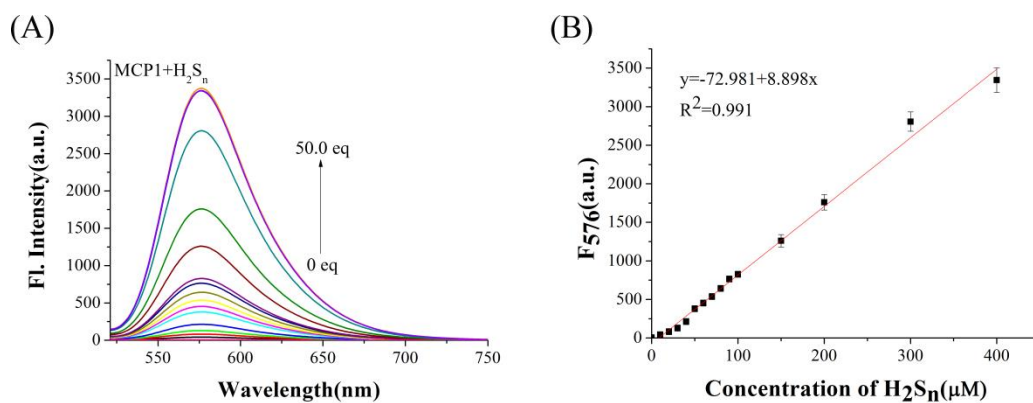 (A)
MCP1+H₂Sₙ
3500
3000
2500
2000
1500
1000
500
0
50.0 eq
0 eq
Fl. Intensity(a.u.)
550 600 650 700 750
Wavelength(nm)
(B)
y=-72.981+8.898x
R²=0.991
3500
3000
2500
2000
1500
1000
500
0
F₅₇₆(a.u.)
0 100 200 300 400
Concentration of H₂Sₙ(μM)